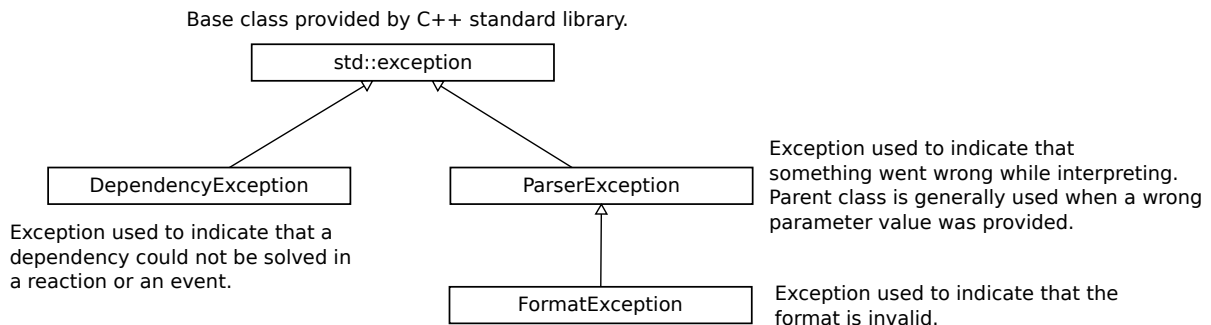 Base class provided by C++ standard library.
std::exception
DependencyException
Exception used to indicate that a
dependency could not be solved in
a reaction or an event.
ParserException
Exception used to indicate that
something went wrong while interpreting.
Parent class is generally used when a wrong
parameter value was provided.
FormatException
Exception used to indicate that the
format is invalid.